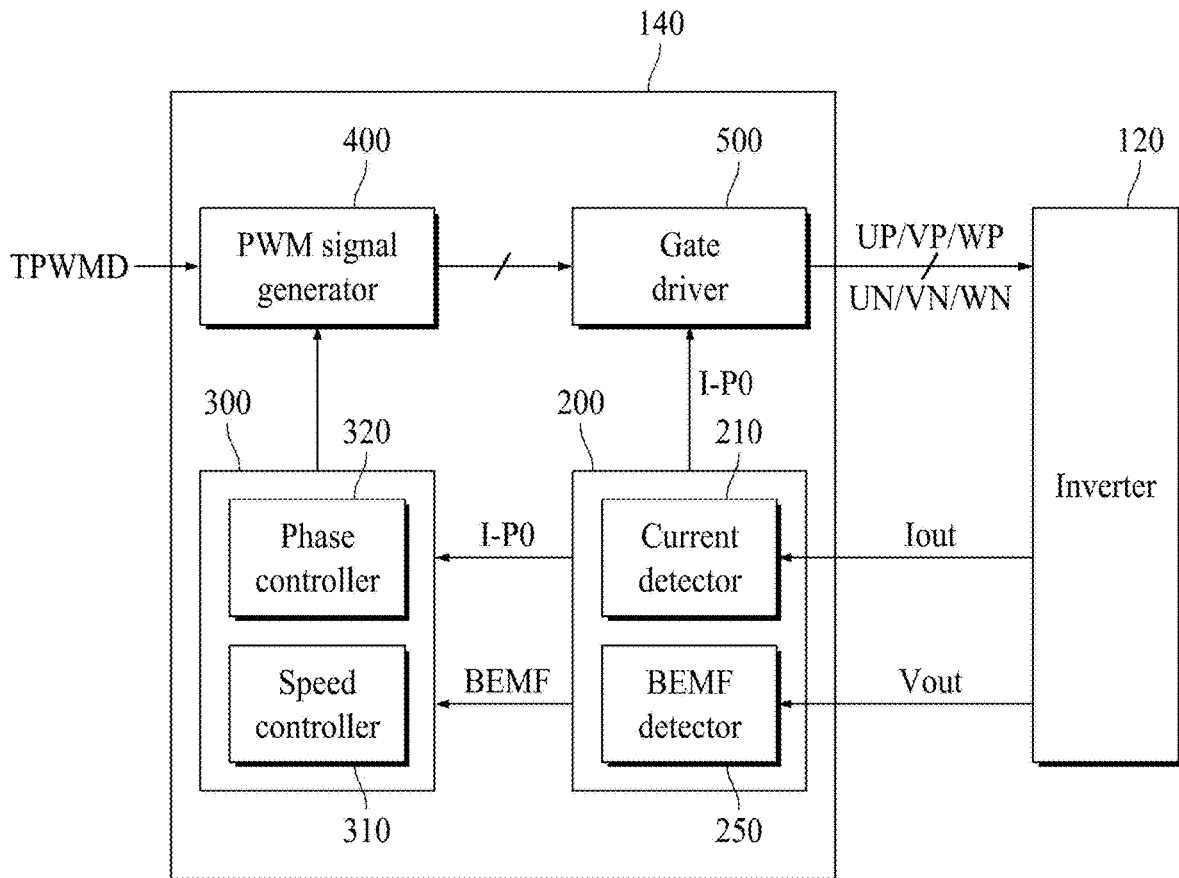 140
400
500
120
TPWMD
PWM signal
generator
Gate
driver
UP/VP/WP
UN/VN/WN
I-P0
300
320
200
210
Phase
controller
I-P0
Current
detector
Iout
Inverter
Speed
controller
BEMF
BEMF
detector
Vout
310
250